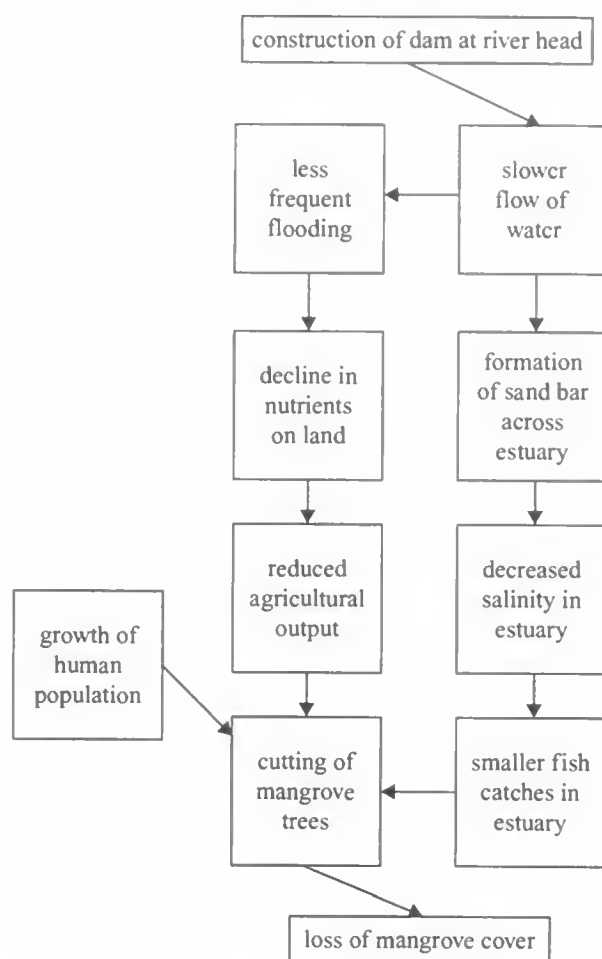 construction of dam at river head
less
frequent
flooding
slower
flow of
water
decline in
nutrients
on land
formation
of sand bar
across
estuary
reduced
agricultural
output
decreased
salinity in
estuary
growth of
human
population
cutting of
mangrove
trees
smaller fish
catches in
estuary
loss of mangrove cover